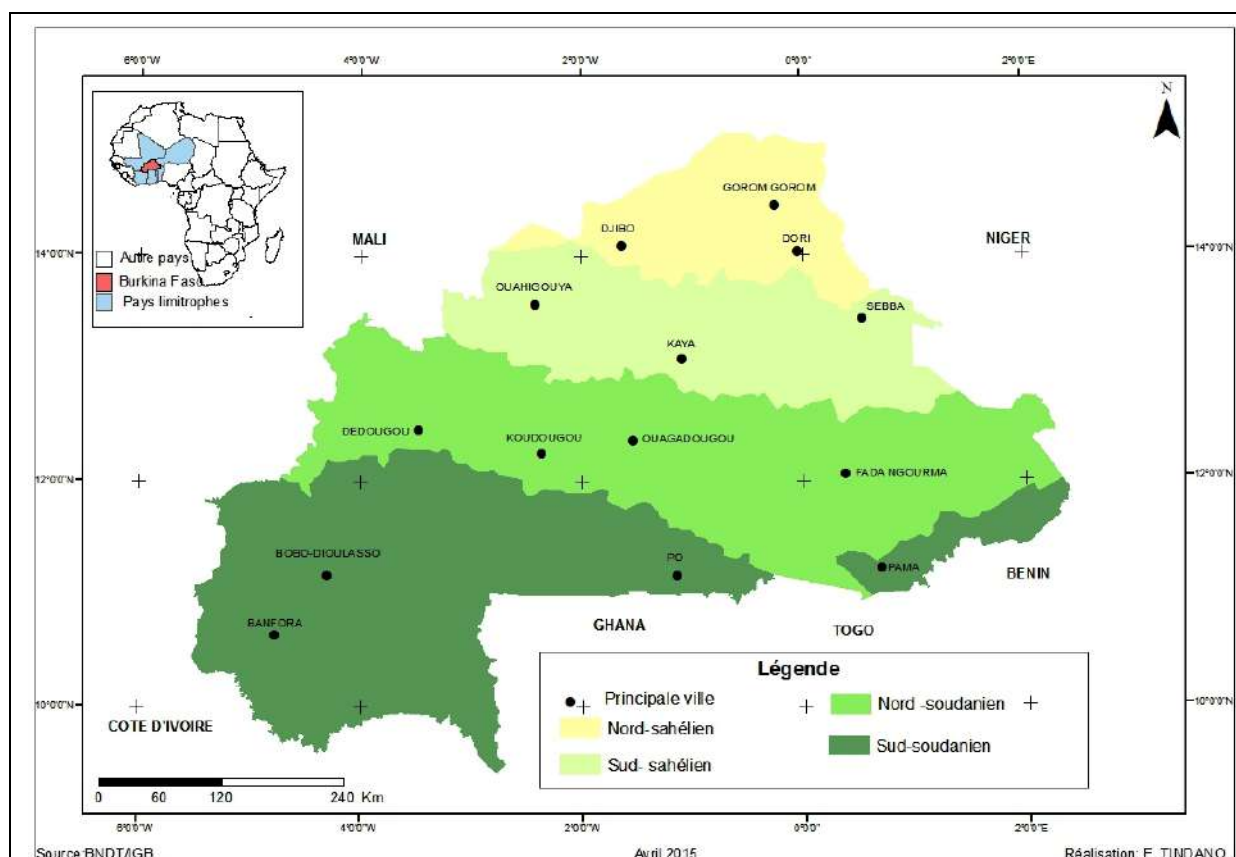 6°0'0"W 4°0'0"W 2°0'0"W 0°0'0" 2°0'0"E
N
GOROM GOROM
DJIBO
MALI
DORI
NIGER
14°0'0"N 14°0'0"N
Autre pays
Burkina Faso
Pays limitrophes
OUAHIGOUYA
SEBBA
KAYA
DEDOUGOU
KOUDOUGOU
OUAGADOUGOU
FADA NGOURMA
12°0'0"N 12°0'0"N
BOBO-DIOULASSO
PO
PAMA
BENIN
BANFORA
GHANA
TOGO
Légende
Principale ville
Nord -soudanien
Nord-sahélien
Sud-soudanien
Sud- sahélien
10°0'0"N 10°0'0"N
COTE D'IVOIRE
0 60 120 240 Km
6°0'0"W 4°0'0"W 2°0'0"W 0°0'0" 2°0'0"E
Source:BNDT/IGB Avril 2015 Réalisation: E. TINDANO